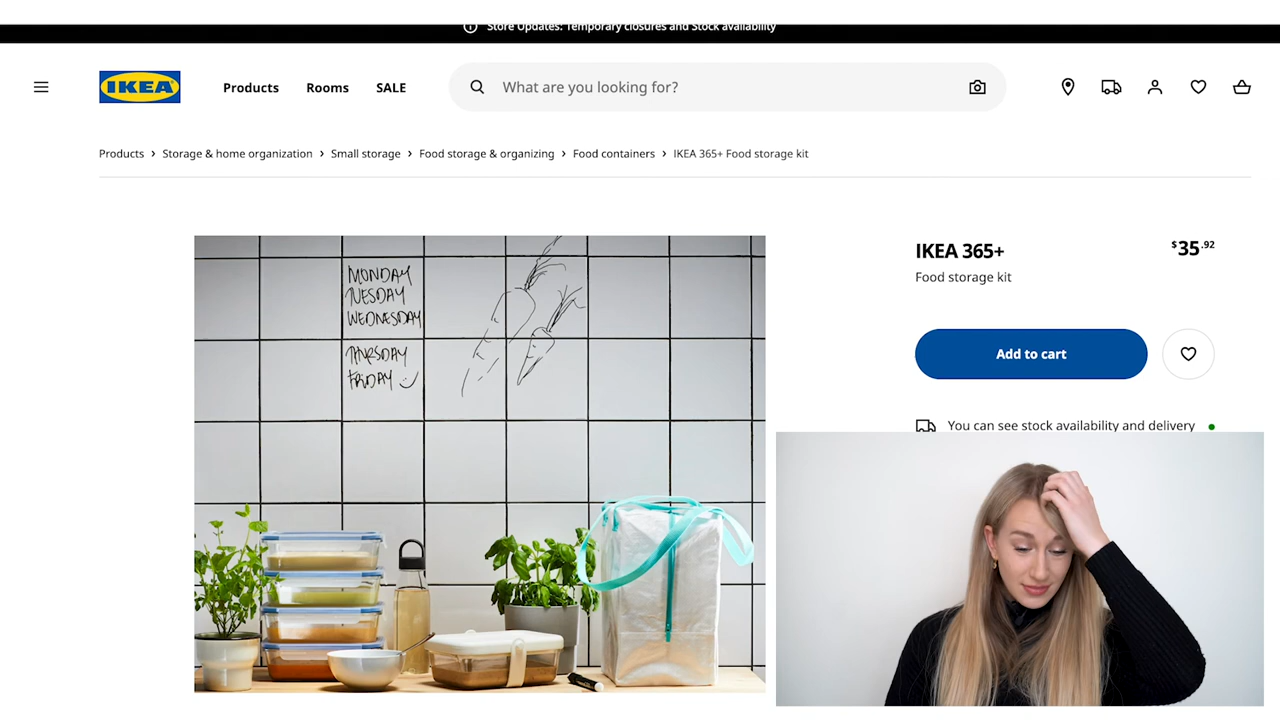 Store Updates: Temporary closures and Stock availability
IKEA
Products
Rooms
SALE
What are you looking for?
Products › Storage & home organization › Small storage › Food storage & organizing › Food containers › IKEA 365+ Food storage kit
IKEA 365+
$35.92
Food storage kit
Add to cart
You can see stock availability and delivery
MONDAY
TUESDAY
WEDNESDAY
THURSDAY
FRIDAY